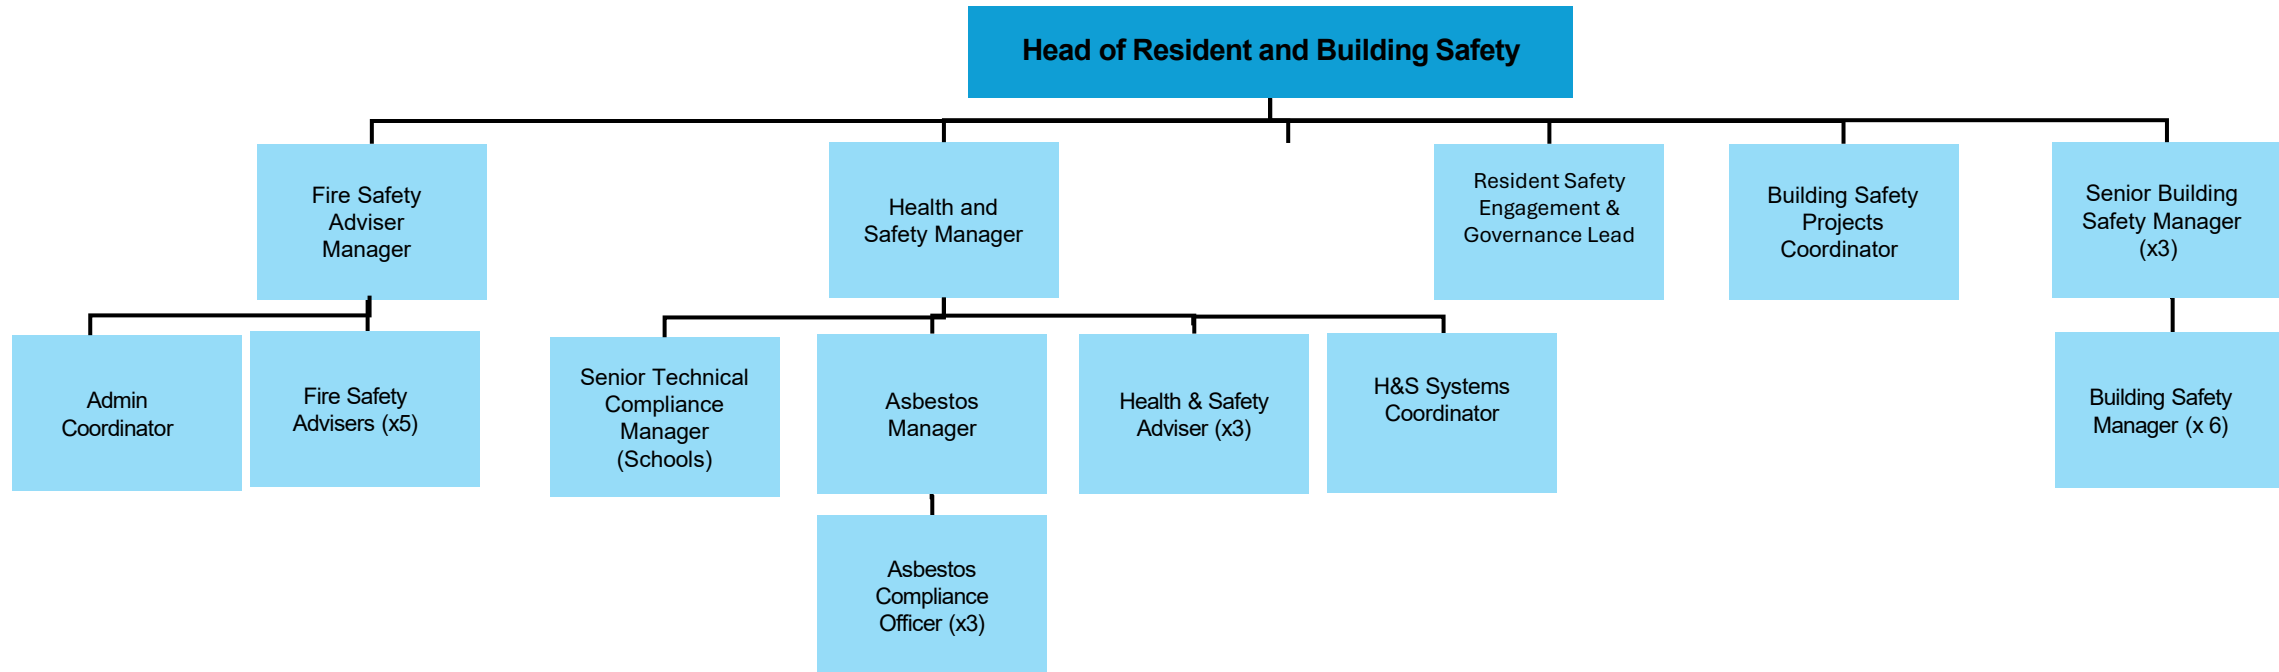 Head of Resident and Building Safety
Fire Safety
Adviser
Manager
Health and
Safety Manager
Resident Safety
Engagement &
Governance Lead
Building Safety
Projects
Coordinator
Senior Building
Safety Manager
(x3)
Admin
Coordinator
Fire Safety
Advisers (x5)
Senior Technical
Compliance
Manager
(Schools)
Asbestos
Manager
Health & Safety
Adviser (x3)
H&S Systems
Coordinator
Building Safety
Manager (x 6)
Asbestos
Compliance
Officer (x3)